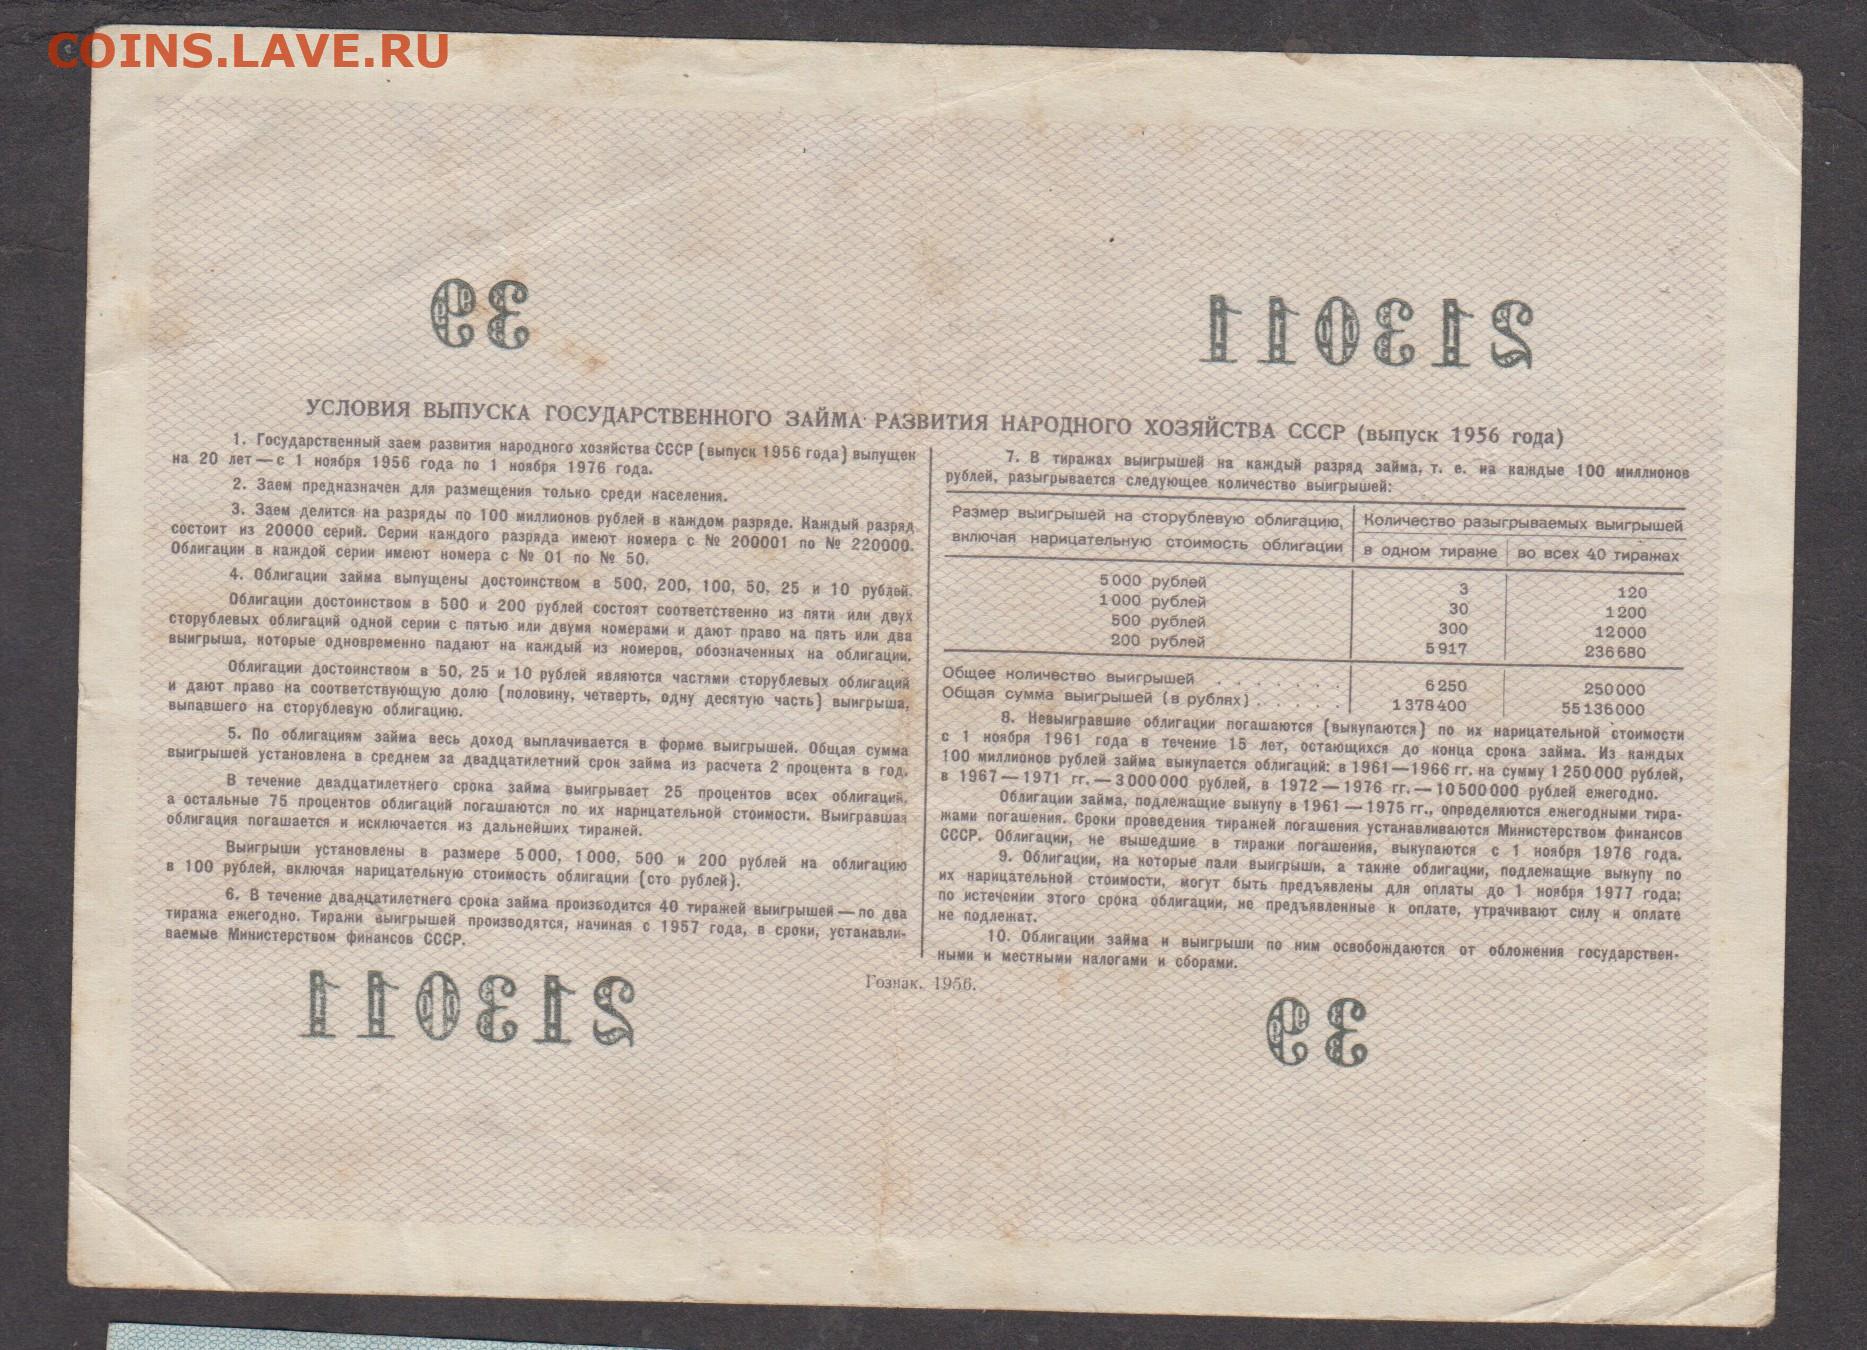 COINS.LAVE.RU
39
213011
УСЛОВИЯ ВЫПУСКА ГОСУДАРСТВЕННОГО ЗАЙМА РАЗВИТИЯ НАРОДНОГО ХОЗЯЙСТВА СССР (выпуск 1956 года)
1. Государственный заем развития народного хозяйства СССР (выпуск 1956 года) выпущен
на 20 лет — с 1 ноября 1956 года по 1 ноября 1976 года.
2. Заем предназначен для размещения только среди населения.
3. Заем делится на разряды по 100 миллионов рублей в каждом разряде. Каждый разряд
состоит из 20000 серий. Серии каждого разряда имеют номера с № 200001 по № 220000.
Облигации в каждой серии имеют номера с № 01 по № 50.
4. Облигации займа выпущены достоинством в 500, 200, 100, 50, 25 и 10 рублей.
Облигации достоинством в 500 и 200 рублей состоят соответственно из пяти или двух
сторублевых облигаций одной серии с пятью или двумя номерами и дают право на пять или два
выигрыша, которые одновременно падают на каждый из номеров, обозначенных на облигации.
Облигации достоинством в 50, 25 и 10 рублей являются частями сторублевых облигаций
и дают право на соответствующую долю (половину, четверть, одну десятую часть) выигрыша,
выпавшего на сторублевую облигацию.
5. По облигациям займа весь доход выплачивается в форме выигрышей. Общая сумма
выигрышей установлена в среднем за двадцатилетний срок займа из расчета 2 процента в год.
В течение двадцатилетнего срока займа выигрывает 25 процентов всех облигаций,
а остальные 75 процентов облигаций погашаются по их нарицательной стоимости. Выигравшая
облигация погашается и исключается из дальнейших тиражей.
Выигрыши установлены в размере 5000, 1000, 500 и 200 рублей на облигацию
в 100 рублей, включая нарицательную стоимость облигации (сто рублей).
6. В течение двадцатилетнего срока займа производится 40 тиражей выигрышей — по два
тиража ежегодно. Тиражи выигрышей производятся, начиная с 1957 года, в сроки, устанавли-
ваемые Министерством финансов СССР.
7. В тиражах выигрышей на каждый разряд займа, т. е. на каждые 100 миллионов
рублей, разыгрывается следующее количество выигрышей:
Размер выигрышей на сторублевую облигацию, Количество разыгрываемых выигрышей
включая нарицательную стоимость облигации в одном тираже во всех 40 тиражах
5000 рублей 3 120
1000 рублей 30 1200
500 рублей 300 12000
200 рублей 5917 236680
Общее количество выигрышей . . . . . . . . 6250 250000
Общая сумма выигрышей (в рублях) . . . . . 1378400 55136000
8. Невыигравшие облигации погашаются (выкупаются) по их нарицательной стоимости
с 1 ноября 1961 года в течение 15 лет, остающихся до конца срока займа. Из каждых
100 миллионов рублей займа выкупается облигаций: в 1961 — 1966 гг. на сумму 1250000 рублей,
в 1967 — 1971 гг. — 3000000 рублей, в 1972 — 1976 гг. — 10500000 рублей ежегодно.
Облигации займа, подлежащие выкупу в 1961 — 1975 гг., определяются ежегодными тира-
жами погашения. Сроки проведения тиражей погашения устанавливаются Министерством финансов
СССР. Облигации, не вышедшие в тиражи погашения, выкупаются с 1 ноября 1976 года.
9. Облигации, на которые пали выигрыши, а также облигации, подлежащие выкупу по
их нарицательной стоимости, могут быть предъявлены для оплаты до 1 ноября 1977 года;
по истечении этого срока облигации, не предъявленные к оплате, утрачивают силу и оплате
не подлежат.
10. Облигации займа и выигрыши по ним освобождаются от обложения государствен-
ными и местными налогами и сборами.
Гознак. 1956.
213011
39